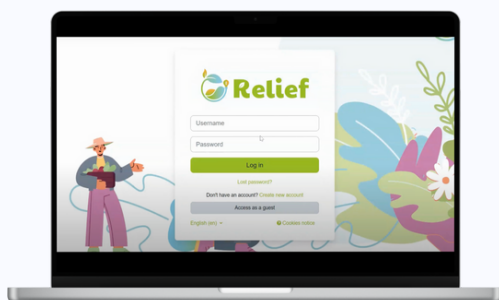 Relief
Username
Password
Log in
Lost password?
Don't have an account? Create new account
Access as a guest
English (en)
Cookies notice